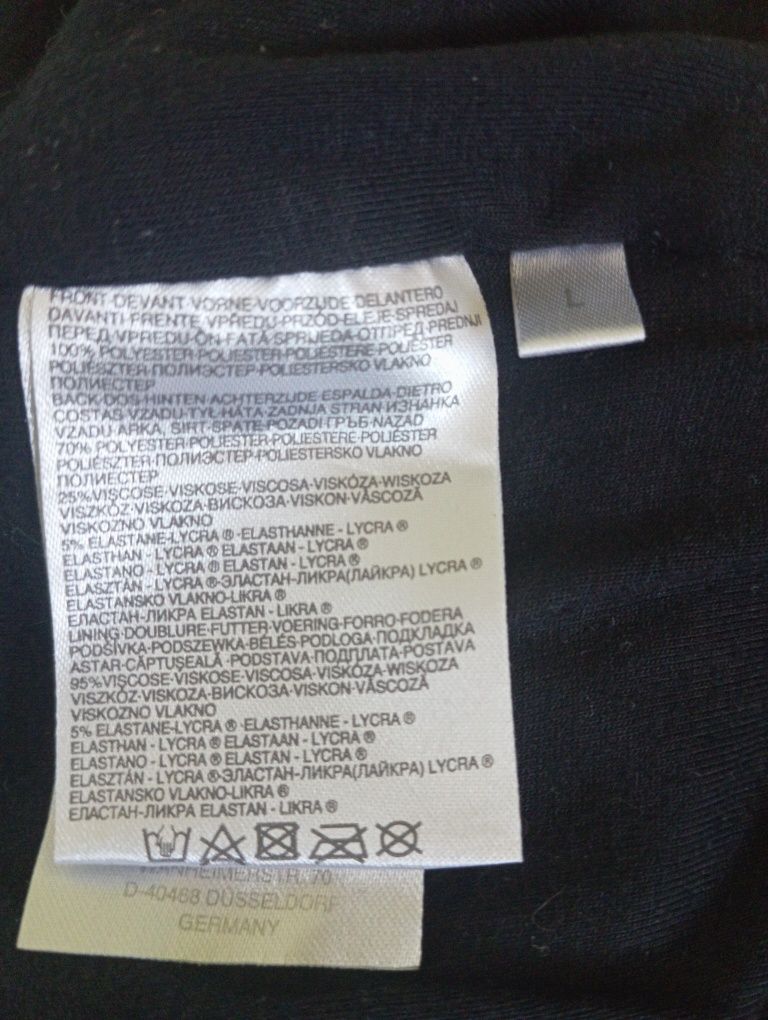 FRONT·DEVANT·VORNE·VOORZIJDE·DELANTERO
DAVANTI·FRENTE·VPREDU·PRZÓD·ELEJE·SPREDAJ
ПЕРЕД·VPREDU·ÖN·FATĂ·SPRIJEDA·ОТПРЕД·PREDNJI
100% POLYESTER·POLIESTER·POLIESTERE·POLIÉSTER
POLIÉSZTER·ПОЛИЭСТЕР·POLIESTERSKO VLAKNO
ПОЛИЕСТЕР
BACK·DOS·HINTEN·ACHTERZIJDE·ESPALDA·DIETRO
COSTAS·VZADU·TYŁ·HÁTA·ZADNJA STRAN·ИЗНАНКА
VZADU·ARKA, SIRT·SPATE·POZADI·ГРЪБ·NAZAD
70% POLYESTER·POLIESTER·POLIESTERE·POLIÉSTER
POLIÉSZTER·ПОЛИЭСТЕР·POLIESTERSKO VLAKNO
ПОЛИЕСТЕР
25%VISCOSE·VISKOSE·VISCOSA·VISKÓZA·WISKOZA
VISZKÓZ·VISKOZA·ВИСКОЗА·VISKON·VÂSCOZĂ
VISKOZNO VLAKNO
5% ELASTANE-LYCRA ® ·ELASTHANNE - LYCRA ®
ELASTHAN - LYCRA ® ELASTAAN - LYCRA ®
ELASTANO - LYCRA ® ELASTAN - LYCRA ®
ELASZTÁN - LYCRA ®·ЭЛАСТАН-ЛИКРА(ЛАЙКРА) LYCRA ®
ELASTANSKO VLAKNO-LIKRA ®
ЕЛАСТАН-ЛИКРА ELASTAN - LIKRA ®
LINING·DOUBLURE·FUTTER·VOERING·FORRO·FODERA
PODŠÍVKA·PODSZEWKA·BÉLÉS·PODLOGA·ПОДКЛАДКА
ASTAR·CĂPTUŞEALĂ ·PODSTAVA·ПОДПЛАТА·POSTAVA
95%VISCOSE·VISKOSE·VISCOSA·VISKÓZA·WISKOZA
VISZKÓZ·VISKOZA·ВИСКОЗА·VISKON·VÂSCOZĂ
VISKOZNO VLAKNO
5% ELASTANE-LYCRA ® ·ELASTHANNE - LYCRA ®
ELASTHAN - LYCRA ® ELASTAAN - LYCRA ®
ELASTANO - LYCRA ® ELASTAN - LYCRA ®
ELASZTÁN - LYCRA ®·ЭЛАСТАН-ЛИКРА(ЛАЙКРА) LYCRA ®
ELASTANSKO VLAKNO-LIKRA ®
ЕЛАСТАН-ЛИКРА ELASTAN - LIKRA ®
70
D-40468 DÜSSELDORF
GERMANY
L